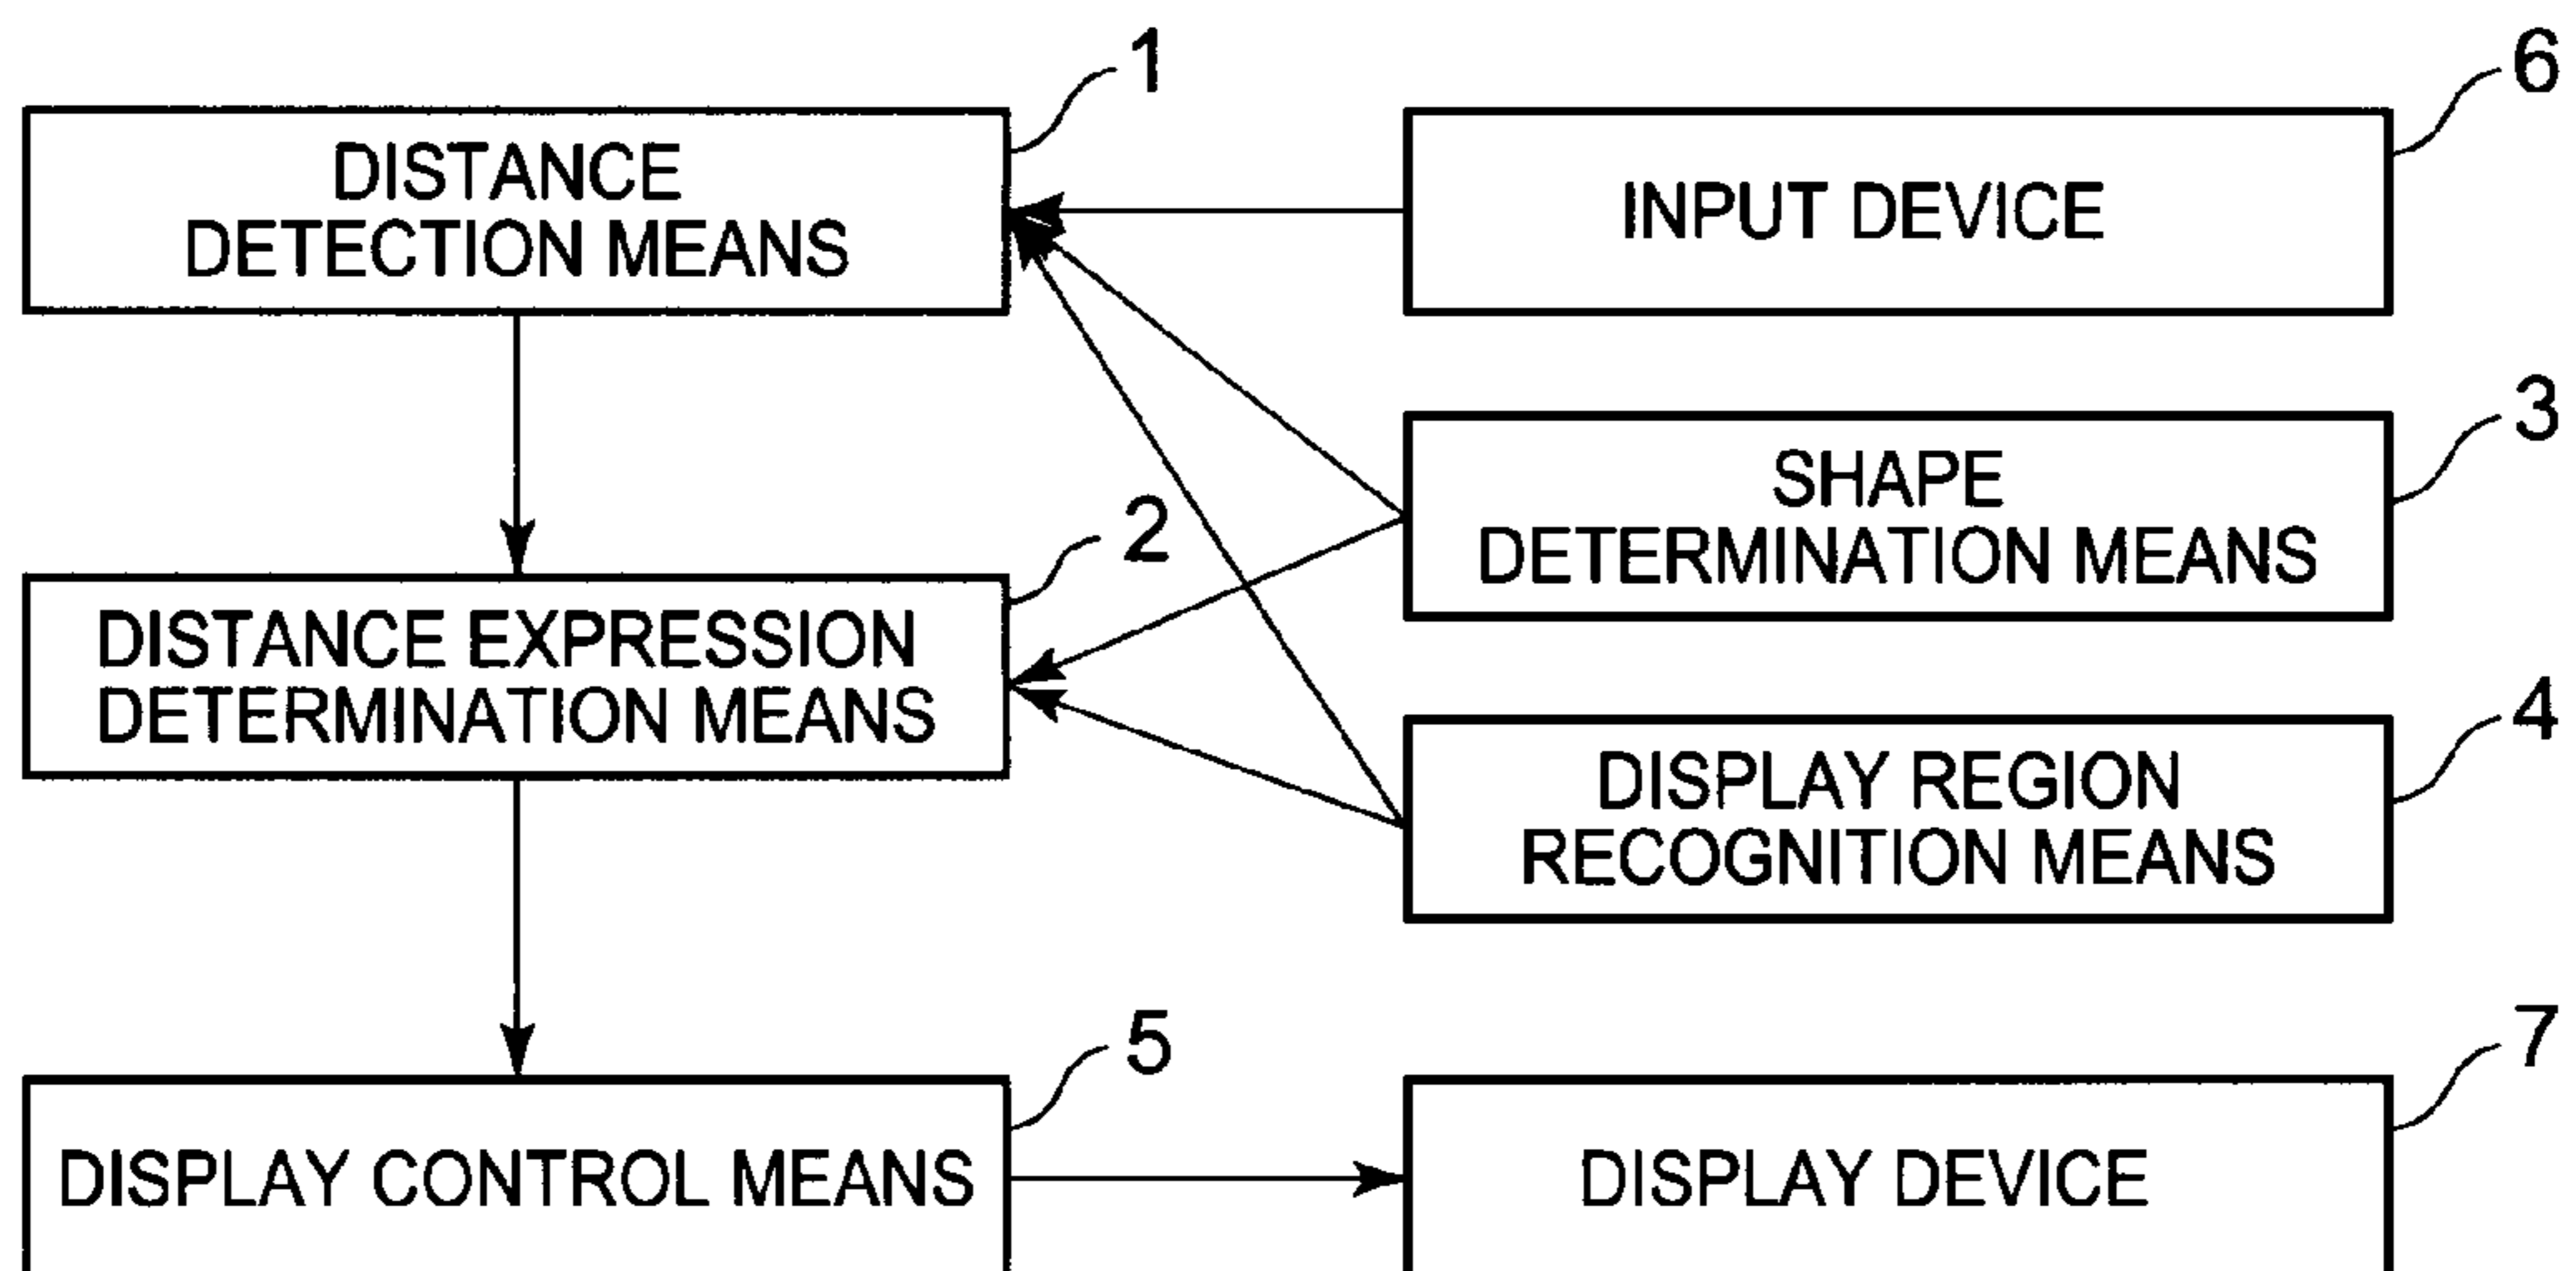 1
6
DISTANCE
DETECTION MEANS
INPUT DEVICE
3
SHAPE
DETERMINATION MEANS
2
DISTANCE EXPRESSION
DETERMINATION MEANS
4
DISPLAY REGION
RECOGNITION MEANS
5
7
DISPLAY CONTROL MEANS
DISPLAY DEVICE